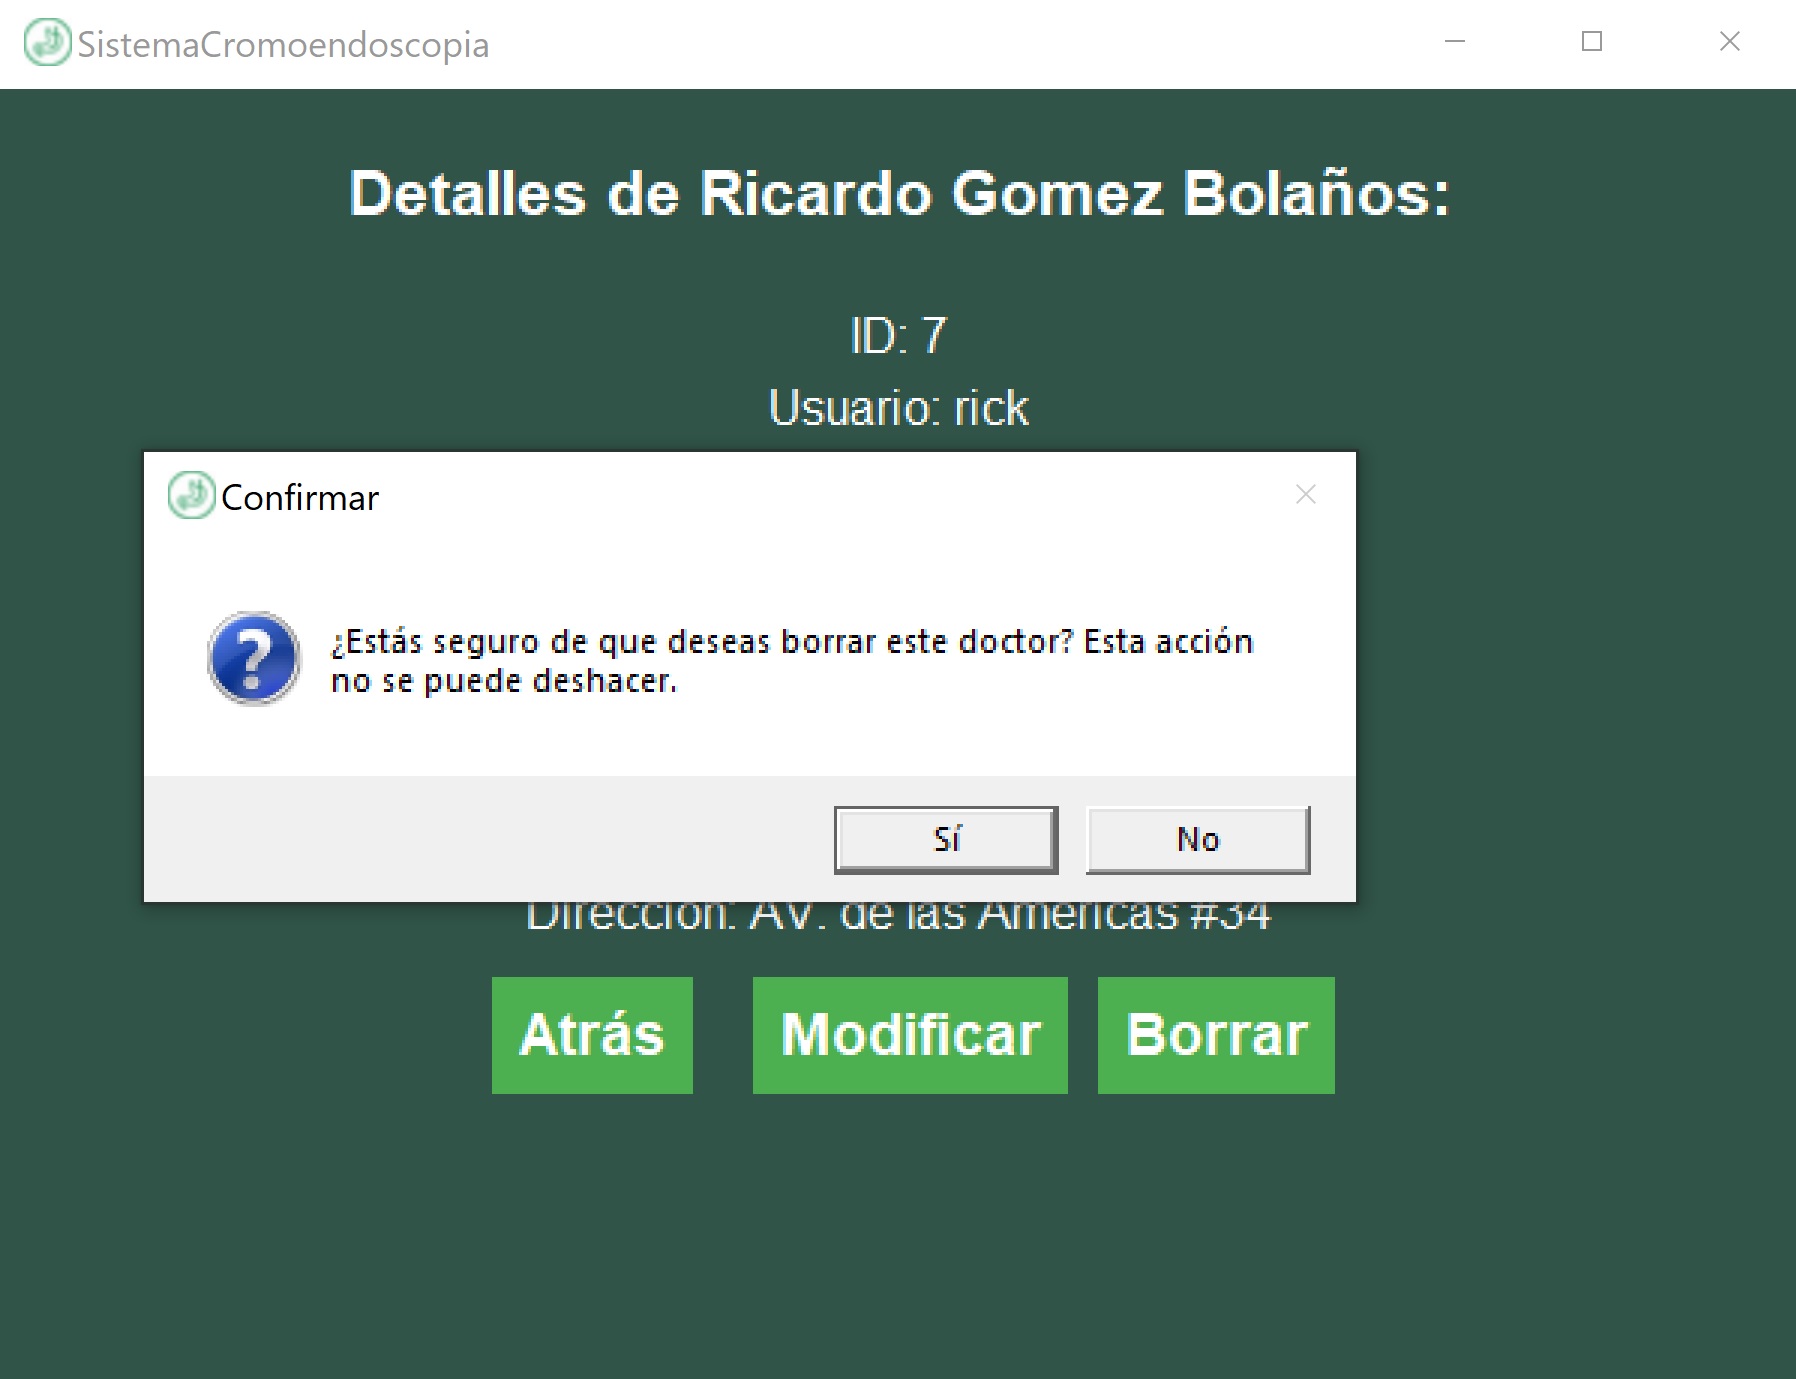 SistemaCromoendoscopia
Detalles de Ricardo Gomez Bolaños:
ID: 7
Usuario: rick
Confirmar
¿Estás seguro de que deseas borrar este doctor? Esta acción
no se puede deshacer.
Sí
No
Dirección: AV. de las Américas #34
Atrás
Modificar
Borrar